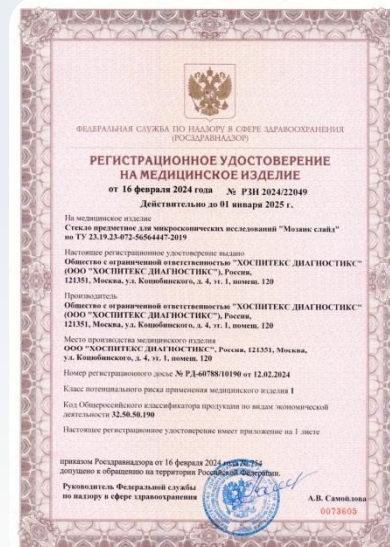 ФЕДЕРАЛЬНАЯ СЛУЖБА ПО НАДЗОРУ В СФЕРЕ ЗДРАВООХРАНЕНИЯ
(РОСЗДРАВНАДЗОР)
РЕГИСТРАЦИОННОЕ УДОСТОВЕРЕНИЕ
НА МЕДИЦИНСКОЕ ИЗДЕЛИЕ
от 16 февраля 2024 года № РЗН 2024/22049
Действительно до 01 января 2025 г.
На медицинское изделие
Стекло предметное для микроскопических исследований "Мозаик слайд"
по ТУ 23.19.23-072-56564447-2019
Настоящее регистрационное удостоверение выдано
Общество с ограниченной ответственностью "ХОСПИТЕКС ДИАГНОСТИКС"
(ООО "ХОСПИТЕКС ДИАГНОСТИКС"), Россия,
121351, Москва, ул. Коцюбинского, д. 4, эт. 1, помещ. 120
Производитель
Общество с ограниченной ответственностью "ХОСПИТЕКС ДИАГНОСТИКС"
(ООО "ХОСПИТЕКС ДИАГНОСТИКС"), Россия,
121351, Москва, ул. Коцюбинского, д. 4, эт. 1, помещ. 120
Место производства медицинского изделия
ООО "ХОСПИТЕКС ДИАГНОСТИКС", Россия, 121351, Москва,
ул. Коцюбинского, д. 4, эт. 1, помещ. 120
Номер регистрационного досье № РД-60788/10190 от 12.02.2024
Класс потенциального риска применения медицинского изделия 1
Код Общероссийского классификатора продукции по видам экономической
деятельности 32.50.50.190
Настоящее регистрационное удостоверение имеет приложение на 1 листе
приказом Росздравнадзора от 16 февраля 2024 года №
допущено к обращению на территории Российской Федерации.
Руководитель Федеральной службы
по надзору в сфере здравоохранения
А.В. Самойлова
0073605